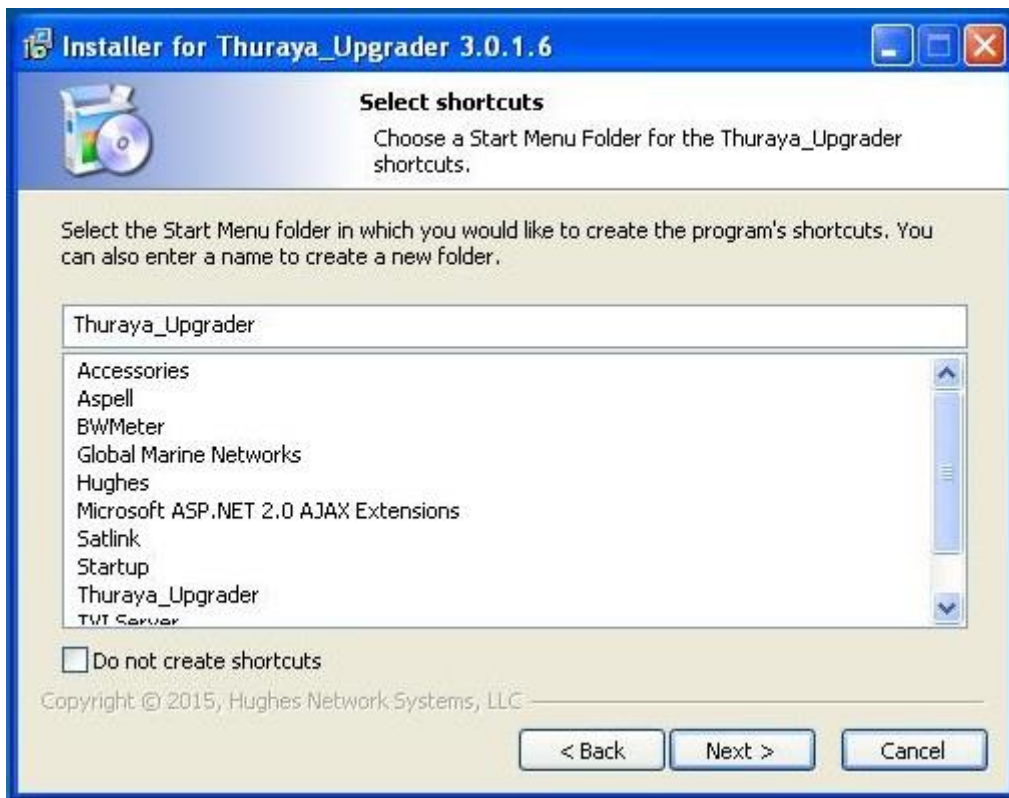 Installer for Thuraya_Upgrader 3.0.1.6
Select shortcuts
Choose a Start Menu Folder for the Thuraya_Upgrader
shortcuts.
Select the Start Menu folder in which you would like to create the program's shortcuts. You
can also enter a name to create a new folder.
Thuraya_Upgrader
Accessories
Aspell
BWMeter
Global Marine Networks
Hughes
Microsoft ASP.NET 2.0 AJAX Extensions
Satlink
Startup
Thuraya_Upgrader
TVI Server
Do not create shortcuts
Copyright © 2015, Hughes Network Systems, LLC
< Back Next > Cancel